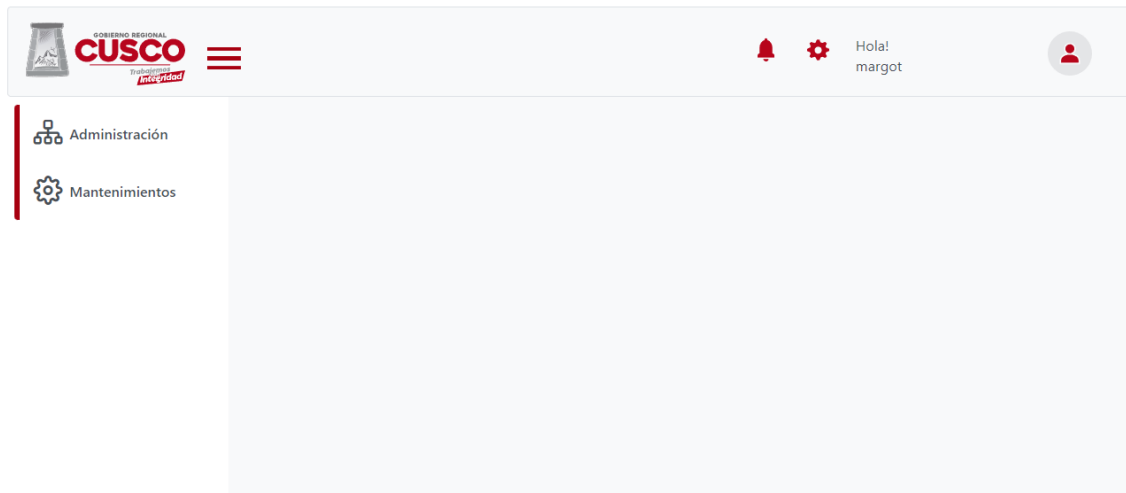 GOBIERNO REGIONAL
CUSCO
Trabajemos
Integridad
Hola!
margot
Administración
Mantenimientos